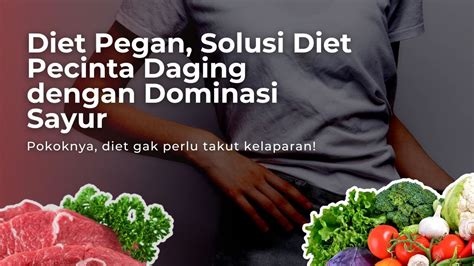 Diet Pegan, Solusi Diet
Pecinta Daging
dengan Dominasi
Sayur
Pokoknya, diet gak perlu takut kelaparan!